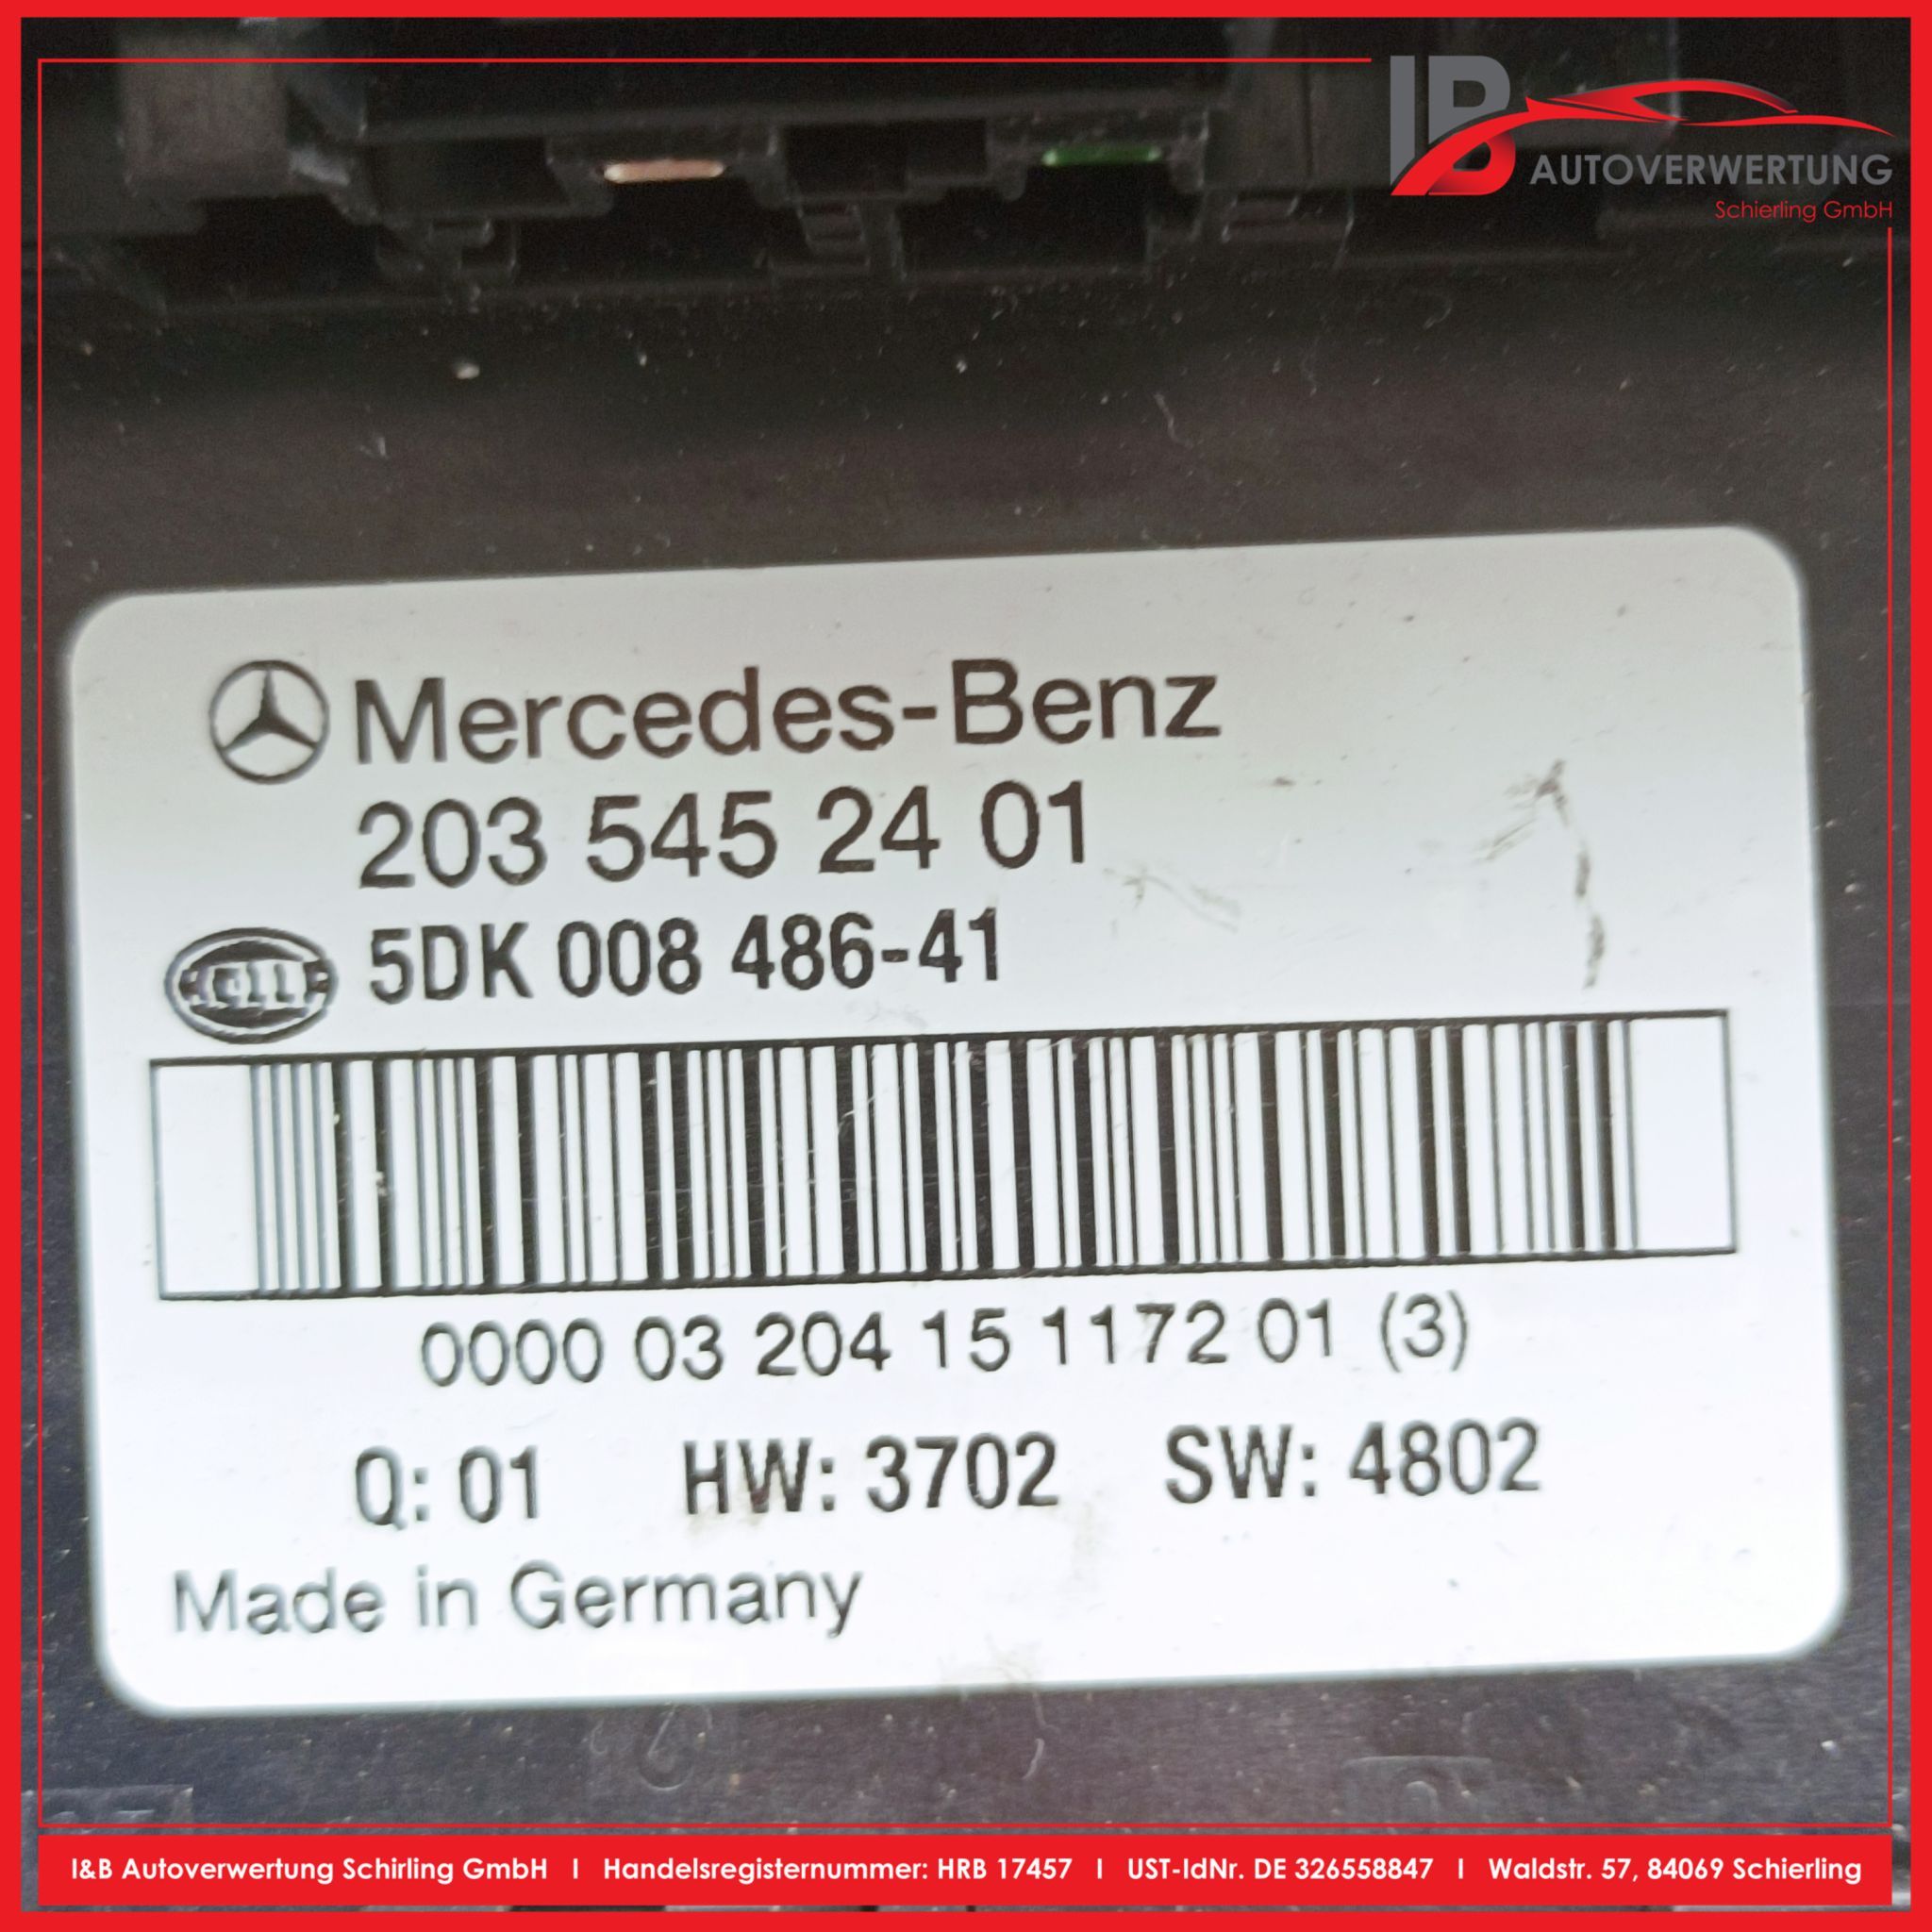 IB AUTOVERWERTUNG
Schierling GmbH
Mercedes-Benz
203 545 24 01
HELLA 5DK 008 486-41
0000 03 204 15 1172 01 (3)
Q: 01 HW: 3702 SW: 4802
Made in Germany
I&B Autoverwertung Schirling GmbH I Handelsregisternummer: HRB 17457 I UST-IdNr. DE 326558847 I Waldstr. 57, 84069 Schierling